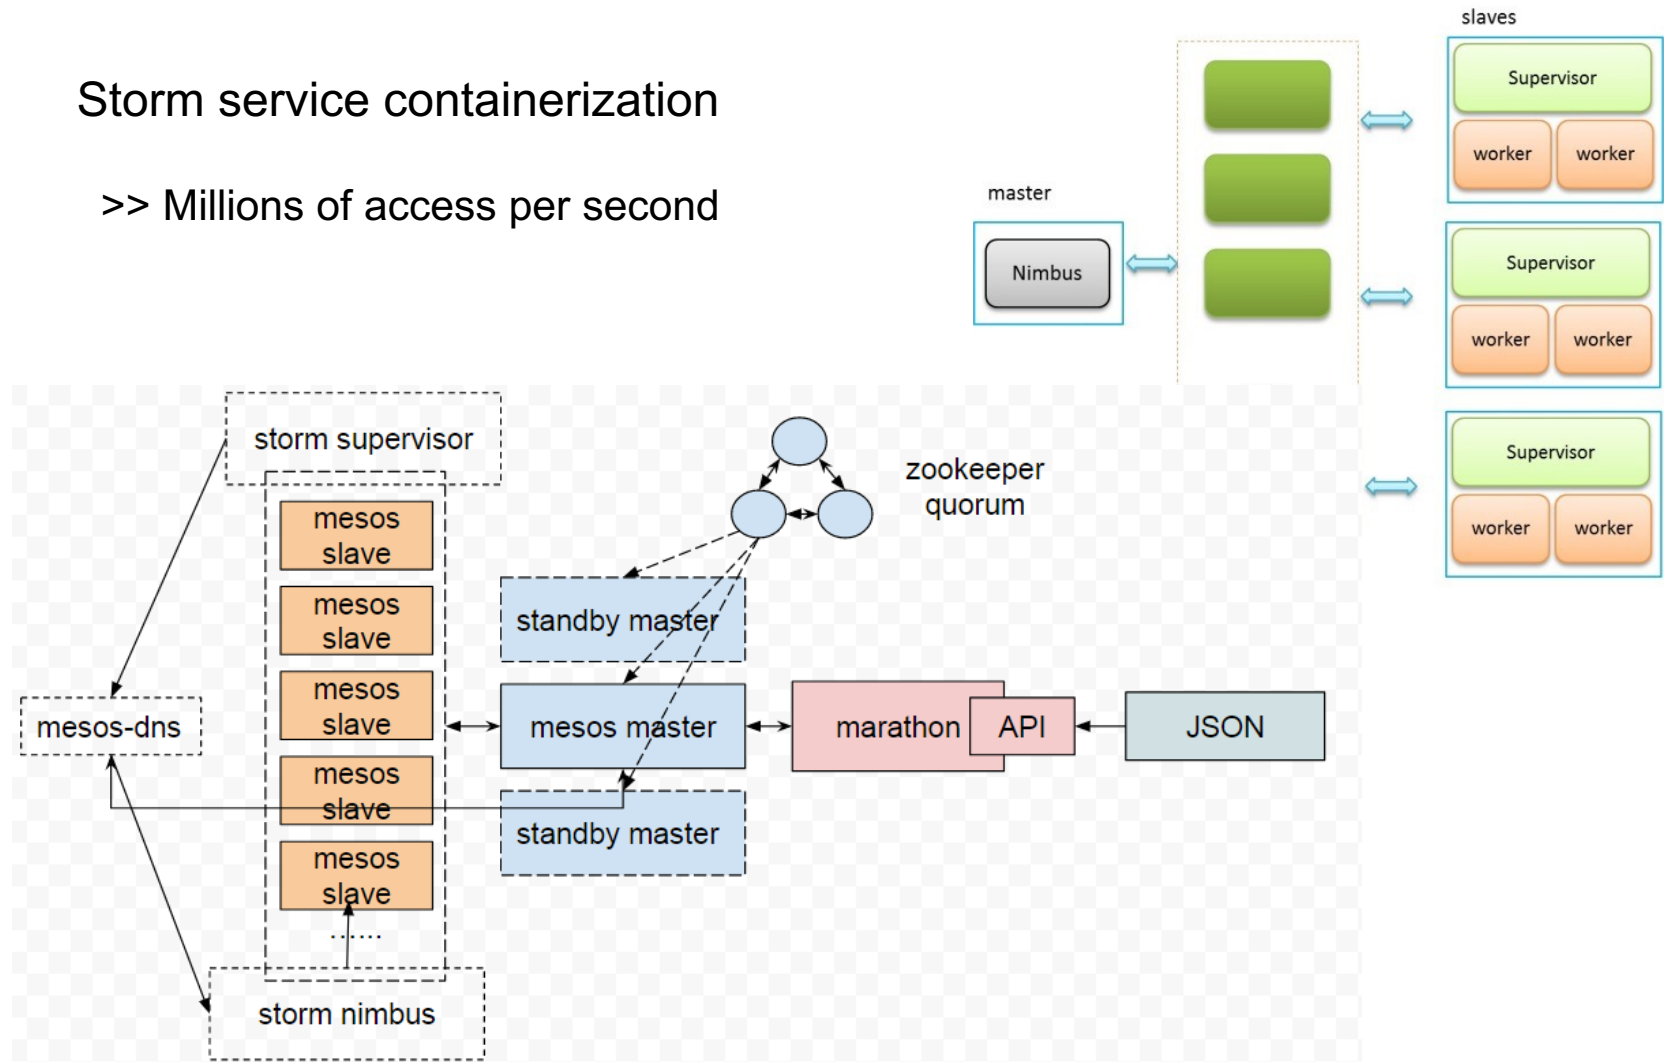 Storm service containerization
>> Millions of access per second
master
Nimbus
slaves
Supervisor
worker
worker
Supervisor
worker
worker
Supervisor
worker
worker
storm supervisor
mesos
slave
mesos
slave
mesos
slave
mesos
slave
mesos
slave
......
storm nimbus
mesos-dns
zookeeper
quorum
standby master
mesos master
standby master
marathon
API
JSON